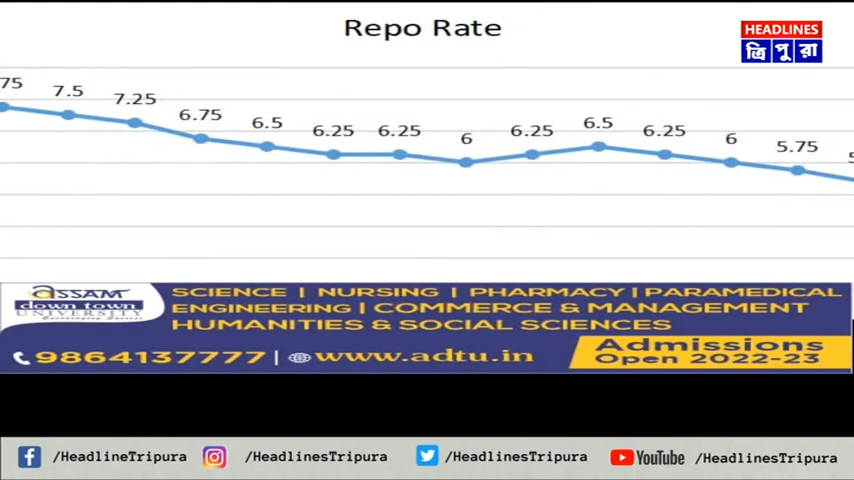 Repo Rate
HEADLINES
ত্রিপুরা
75
7.5
7.25
6.75
6.5
6.25
6.25
6
6.25
6.5
6.25
6
5.75
5
assam
down town
UNIVERSITY
SCIENCE | NURSING | PHARMACY | PARAMEDICAL
ENGINEERING | COMMERCE & MANAGEMENT
HUMANITIES & SOCIAL SCIENCES
9864137777 | www.adtu.in
Admissions
Open 2022-23
/HeadlineTripura
/HeadlinesTripura
/HeadlinesTripura
YouTube /HeadlinesTripura